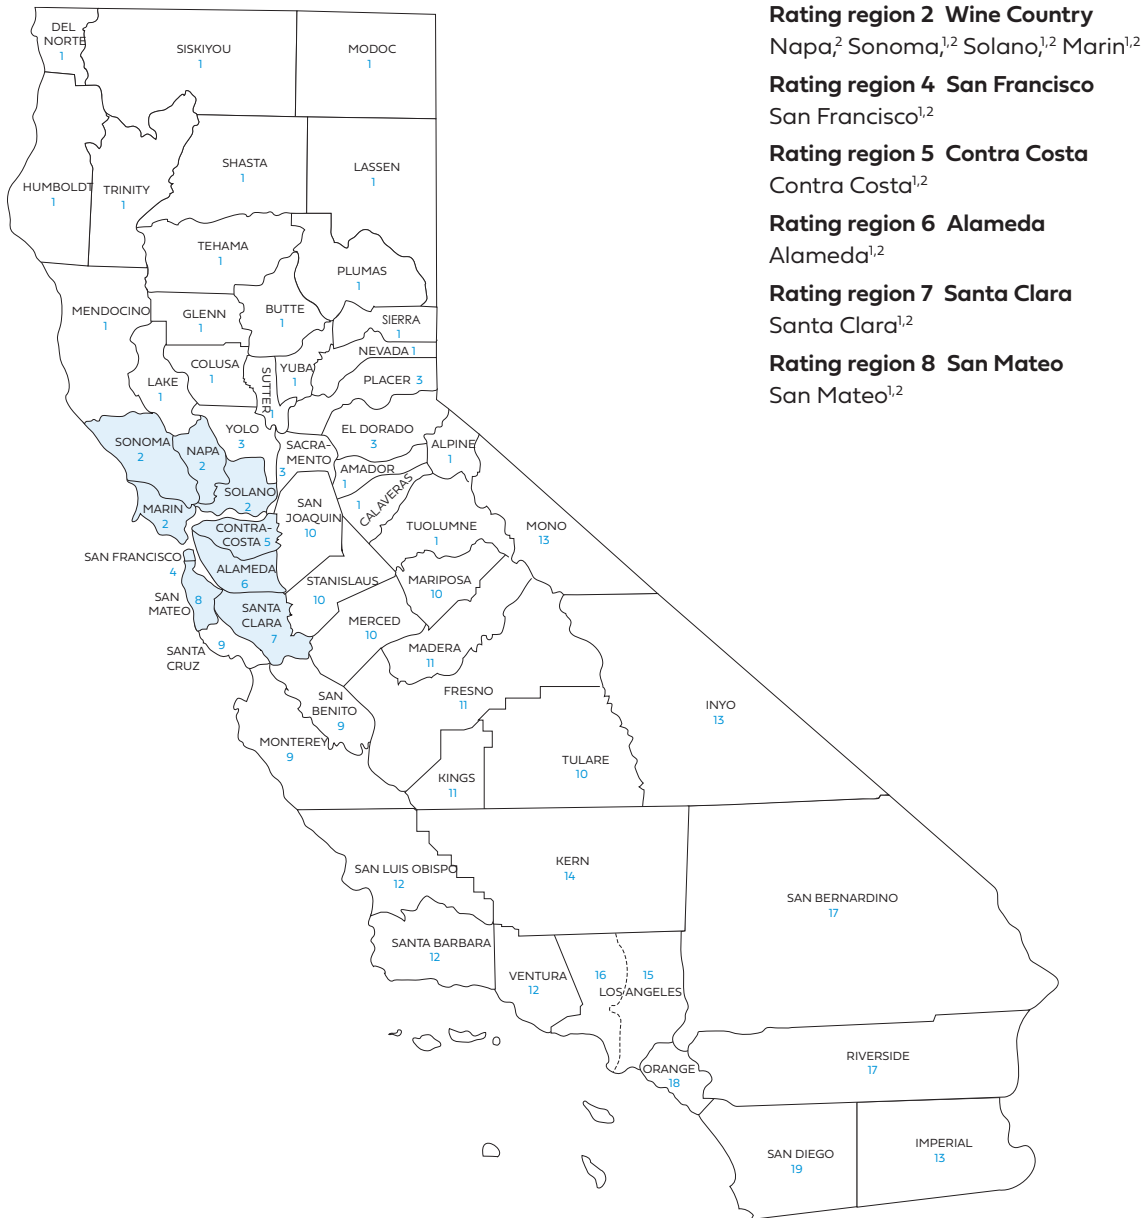 Rating region 2 Wine Country
Napa,² Sonoma,¹,² Solano,¹,² Marin¹,²
Rating region 4 San Francisco
San Francisco¹,²
Rating region 5 Contra Costa
Contra Costa¹,²
Rating region 6 Alameda
Alameda¹,²
Rating region 7 Santa Clara
Santa Clara¹,²
Rating region 8 San Mateo
San Mateo¹,²
DEL
NORTE
1
SISKIYOU
1
MODOC
1
HUMBOLDT
1
TRINITY
1
SHASTA
1
LASSEN
1
TEHAMA
1
PLUMAS
1
MENDOCINO
1
GLENN
1
BUTTE
1
SIERRA
1
NEVADA 1
COLUSA
1
SUTTER
1
YUBA
1
PLACER 3
LAKE
1
SONOMA
2
NAPA
2
YOLO
3
SACRA-
MENTO
3
EL DORADO
3
ALPINE
1
AMADOR
1
CALAVERAS
1
SOLANO
2
MARIN
2
SAN
JOAQUIN
10
TUOLUMNE
1
MONO
13
CONTRA-
COSTA 5
SAN FRANCISCO
4
ALAMEDA
6
STANISLAUS
10
MARIPOSA
10
SAN
MATEO
8
SANTA
CLARA
7
MERCED
10
MADERA
11
SANTA
CRUZ
9
SAN
BENITO
9
FRESNO
11
INYO
13
MONTEREY
9
KINGS
11
TULARE
10
SAN LUIS OBISPO
12
KERN
14
SAN BERNARDINO
17
SANTA BARBARA
12
VENTURA
12
16
15
LOS ANGELES
ORANGE
18
RIVERSIDE
17
SAN DIEGO
19
IMPERIAL
13